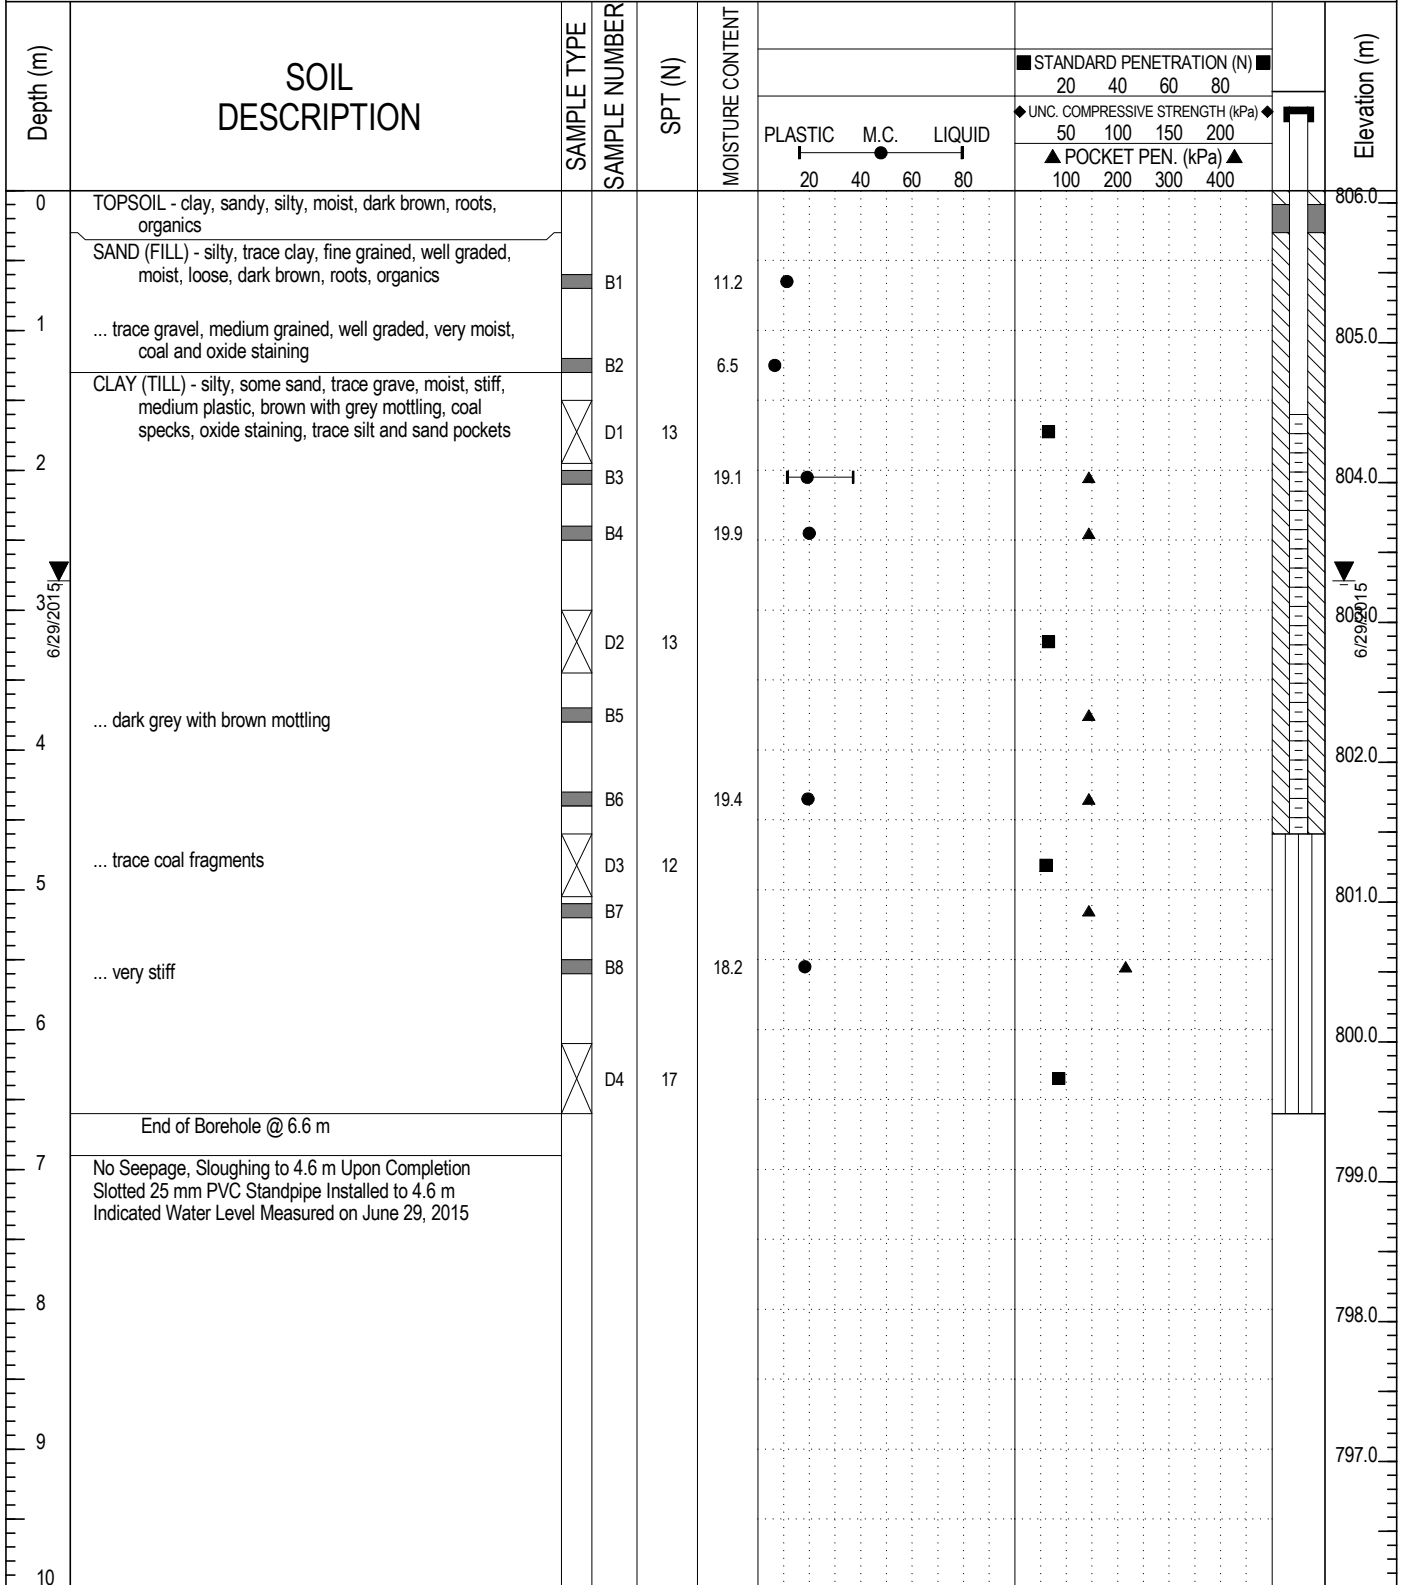 Depth (m)
SOIL
DESCRIPTION
SAMPLE TYPE
SAMPLE NUMBER
SPT (N)
MOISTURE CONTENT
PLASTIC M.C. LIQUID
20 40 60 80
STANDARD PENETRATION (N)
20 40 60 80
UNC. COMPRESSIVE STRENGTH (kPa)
50 100 150 200
POCKET PEN. (kPa)
100 200 300 400
Elevation (m)
0 TOPSOIL - clay, sandy, silty, moist, dark brown, roots, 806.0
organics
SAND (FILL) - silty, trace clay, fine grained, well graded,
moist, loose, dark brown, roots, organics
B1 11.2
1 ... trace gravel, medium grained, well graded, very moist, 805.0
coal and oxide staining
B2 6.5
CLAY (TILL) - silty, some sand, trace grave, moist, stiff,
medium plastic, brown with grey mottling, coal
specks, oxide staining, trace silt and sand pockets
D1 13
2
B3 19.1 804.0
B4 19.9
3 803.0
6/29/2015 6/29/2015
D2 13
... dark grey with brown mottling B5
4 802.0
B6 19.4
... trace coal fragments D3 12
5 801.0
B7
... very stiff B8 18.2
6 800.0
D4 17
End of Borehole @ 6.6 m
7 No Seepage, Sloughing to 4.6 m Upon Completion 799.0
Slotted 25 mm PVC Standpipe Installed to 4.6 m
Indicated Water Level Measured on June 29, 2015
8 798.0
9 797.0
10